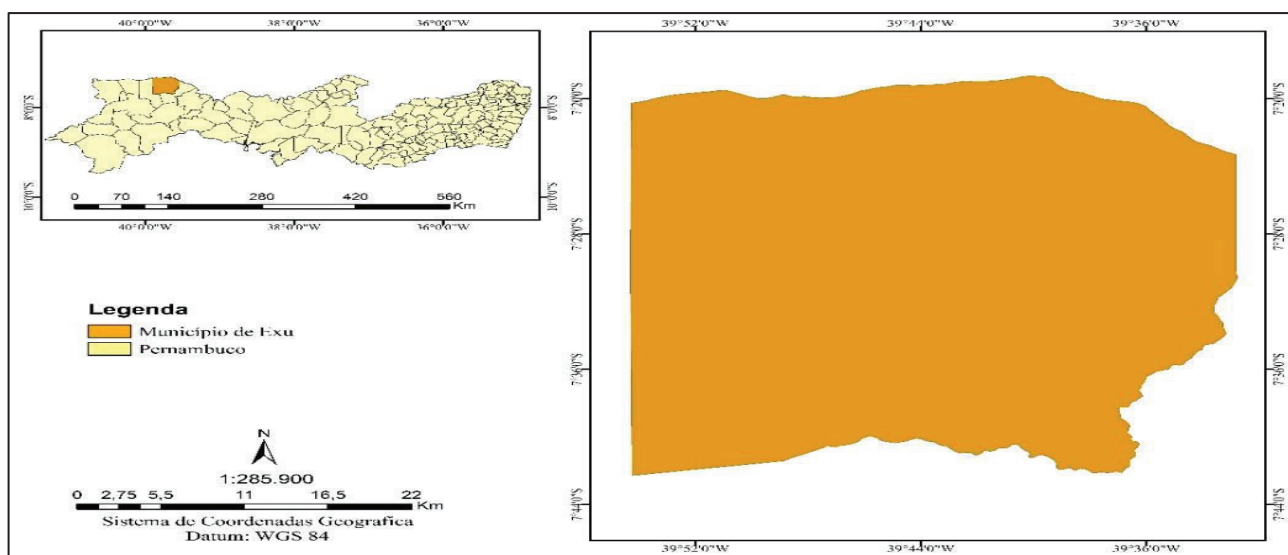 40°0'0"W 38°0'0"W 36°0'0"W
8°0'0"S 8°0'0"S
10°0'0"S 10°0'0"S
0 70 140 280 420 560
Km
40°0'0"W 38°0'0"W 36°0'0"W
Legenda
Município de Exu
Pernambuco
N
1:285.900
0 2,75 5,5 11 16,5 22
Km
Sistema de Coordenadas Geografica
Datum: WGS 84
39°52'0"W 39°44'0"W 39°36'0"W
7°20'0"S 7°20'0"S
7°28'0"S 7°28'0"S
7°36'0"S 7°36'0"S
7°44'0"S 7°44'0"S
39°52'0"W 39°44'0"W 39°36'0"W